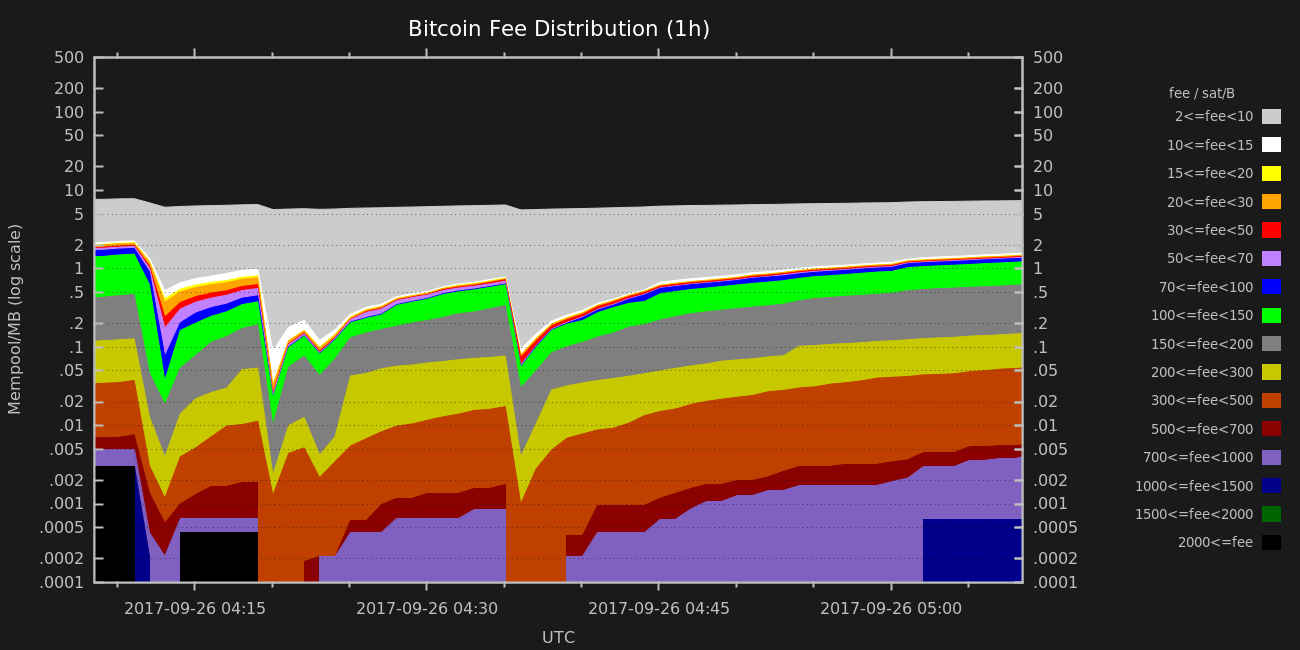 Bitcoin Fee Distribution (1h)
500
200
100
50
20
10
5
2
1
.5
.2
.1
.05
.02
.01
.005
.002
.001
.0005
.0002
.0001
Mempool/MB (log scale)
500
200
100
50
20
10
5
2
1
.5
.2
.1
.05
.02
.01
.005
.002
.001
.0005
.0002
.0001
2017-09-26 04:15
2017-09-26 04:30
2017-09-26 04:45
2017-09-26 05:00
UTC
fee / sat/B
2<=fee<10
10<=fee<15
15<=fee<20
20<=fee<30
30<=fee<50
50<=fee<70
70<=fee<100
100<=fee<150
150<=fee<200
200<=fee<300
300<=fee<500
500<=fee<700
700<=fee<1000
1000<=fee<1500
1500<=fee<2000
2000<=fee